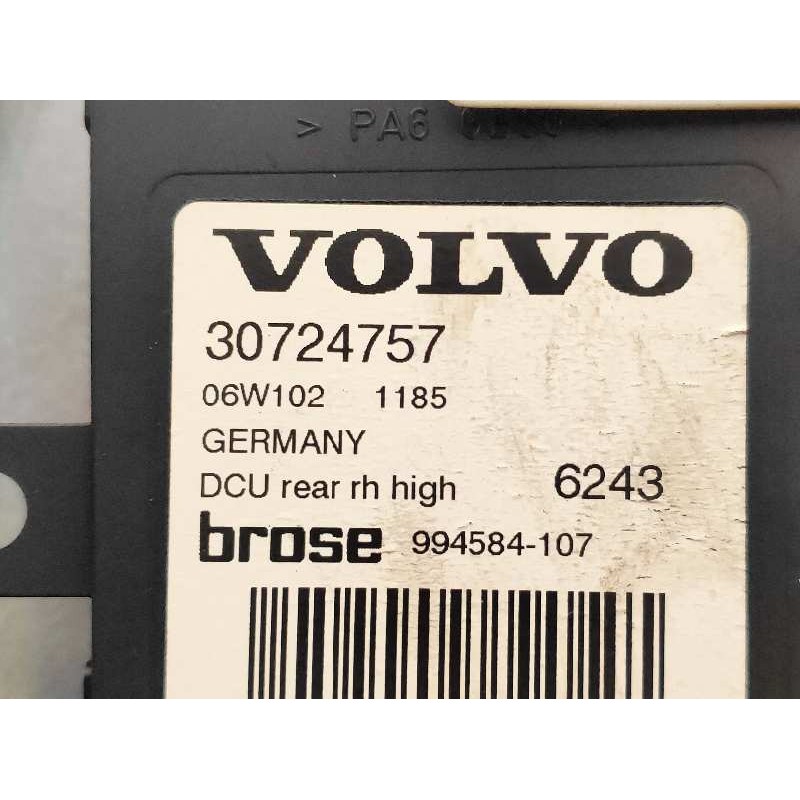 > PA6
VOLVO
30724757
06W102 1185
GERMANY
DCU rear rh high 6243
brose 994584-107